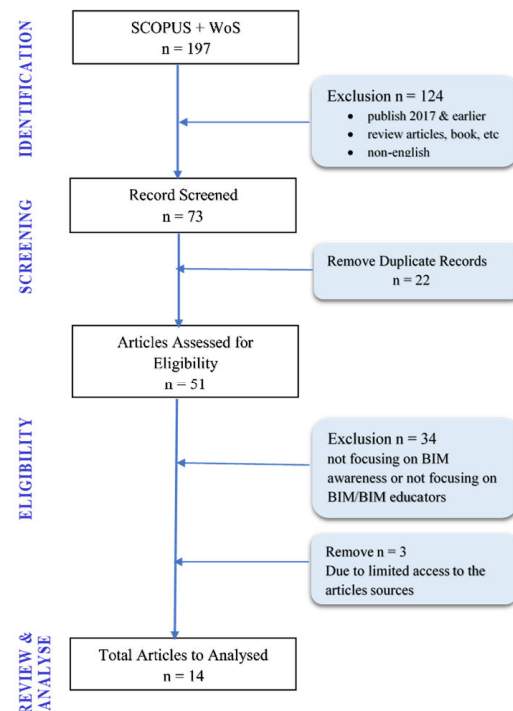 IDENTIFICATION
SCOPUS + WoS
n = 197
Exclusion n = 124
• publish 2017 & earlier
• review articles, book, etc
• non-english
SCREENING
Record Screened
n = 73
Remove Duplicate Records
n = 22
Articles Assessed for
Eligibility
n = 51
ELIGIBILITY
Exclusion n = 34
not focusing on BIM
awareness or not focusing on
BIM/BIM educators
Remove n = 3
Due to limited access to the
articles sources
REVIEW &
ANALYSE
Total Articles to Analysed
n = 14